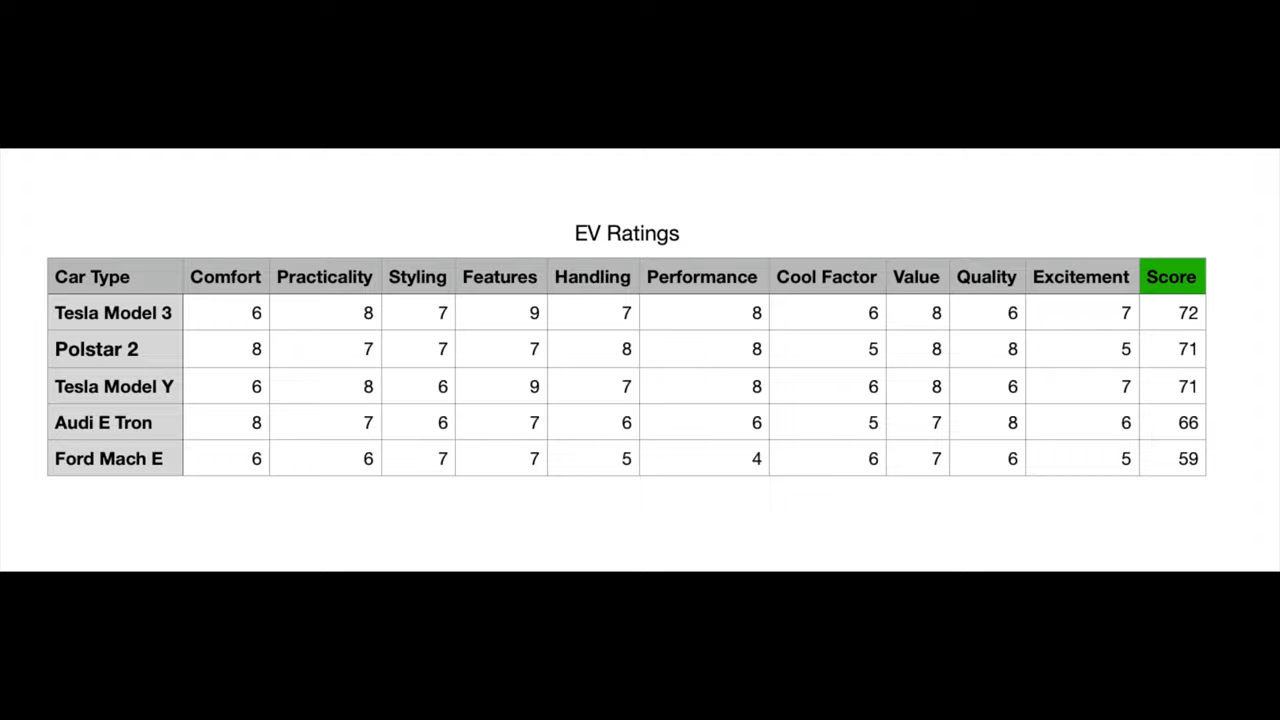 EV Ratings
Car Type Comfort Practicality Styling Features Handling Performance Cool Factor Value Quality Excitement Score
Tesla Model 3 6 8 7 9 7 8 6 8 6 7 72
Polstar 2 8 7 7 7 8 8 5 8 8 5 71
Tesla Model Y 6 8 6 9 7 8 6 8 6 7 71
Audi E Tron 8 7 6 7 6 6 5 7 8 6 66
Ford Mach E 6 6 7 7 5 4 6 7 6 5 59